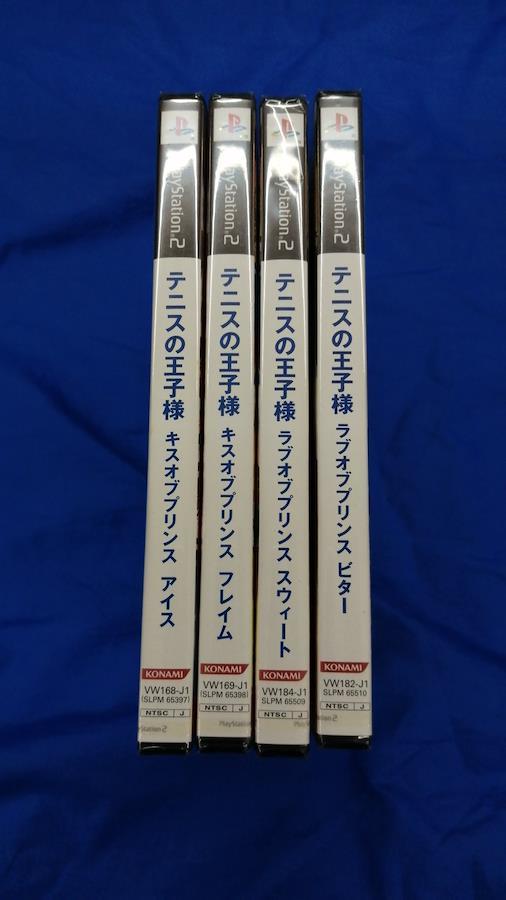 PlayStation®2
テニスの王子様 キスオブプリンス アイス
KONAMI
VW168-J1
(SLPM 65397)
NTSC J
PlayStation®2
テニスの王子様 キスオブプリンス フレイム
KONAMI
VW169-J1
(SLPM 65398)
NTSC J
PlayStation®2
テニスの王子様 ラブオブプリンス スウィート
KONAMI
VW184-J1
SLPM 65509
NTSC J
PlayStation®2
テニスの王子様 ラブオブプリンス ビター
KONAMI
VW182-J1
SLPM 65510
NTSC J